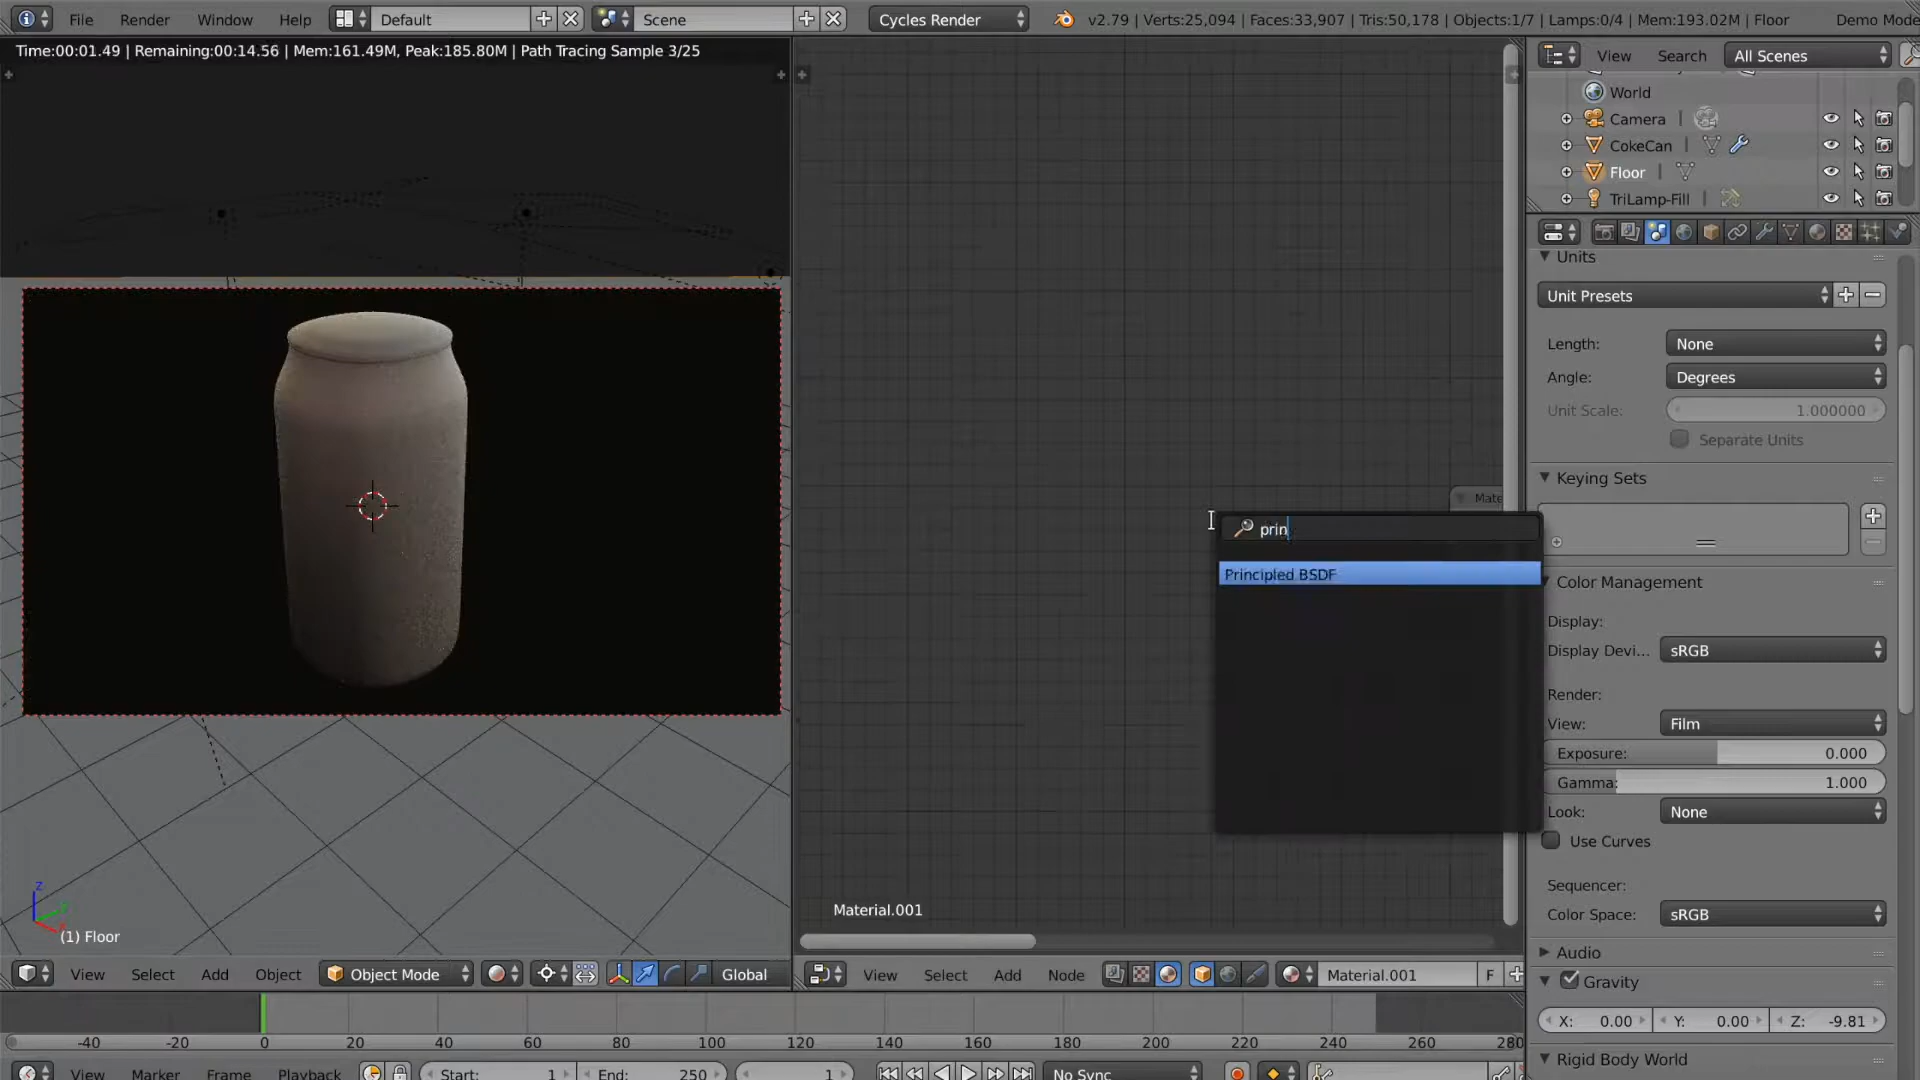 File Render Window Help Default Scene Cycles Render v2.79 | Verts:25,094 | Faces:33,907 | Tris:50,178 | Objects:1/7 | Lamps:0/4 | Mem:193.02M | Floor Demo Mode
Time:00:01.49 | Remaining:00:14.56 | Mem:161.49M, Peak:185.80M | Path Tracing Sample 3/25
View Search All Scenes
World
Camera
CokeCan
Floor
TriLamp-Fill
Units
Unit Presets
Length: None
Angle: Degrees
Unit Scale: 1.000000
Separate Units
Keying Sets
Mate
prin
Principled BSDF
Color Management
Display:
Display Devi... sRGB
Render:
View: Film
Exposure: 0.000
Gamma: 1.000
Look: None
Use Curves
Sequencer:
Color Space: sRGB
Audio
Gravity
X: 0.00 Y: 0.00 Z: -9.81
Rigid Body World
Material.001
Z
(1) Floor
View Select Add Object Object Mode Global
View Select Add Node Material.001 F
-40 -20 0 20 40 60 80 100 120 140 160 180 200 220 240 260 280
View Marker Frame Playback Start: 1 End: 250 1 No Sync